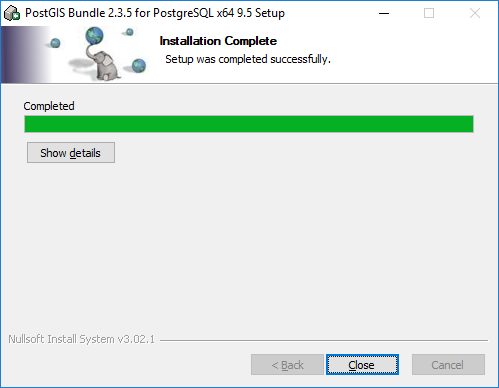 PostGIS Bundle 2.3.5 for PostgreSQL x64 9.5 Setup
Installation Complete
Setup was completed successfully.
Completed
Show details
Nullsoft Install System v3.02.1
< Back
Close
Cancel